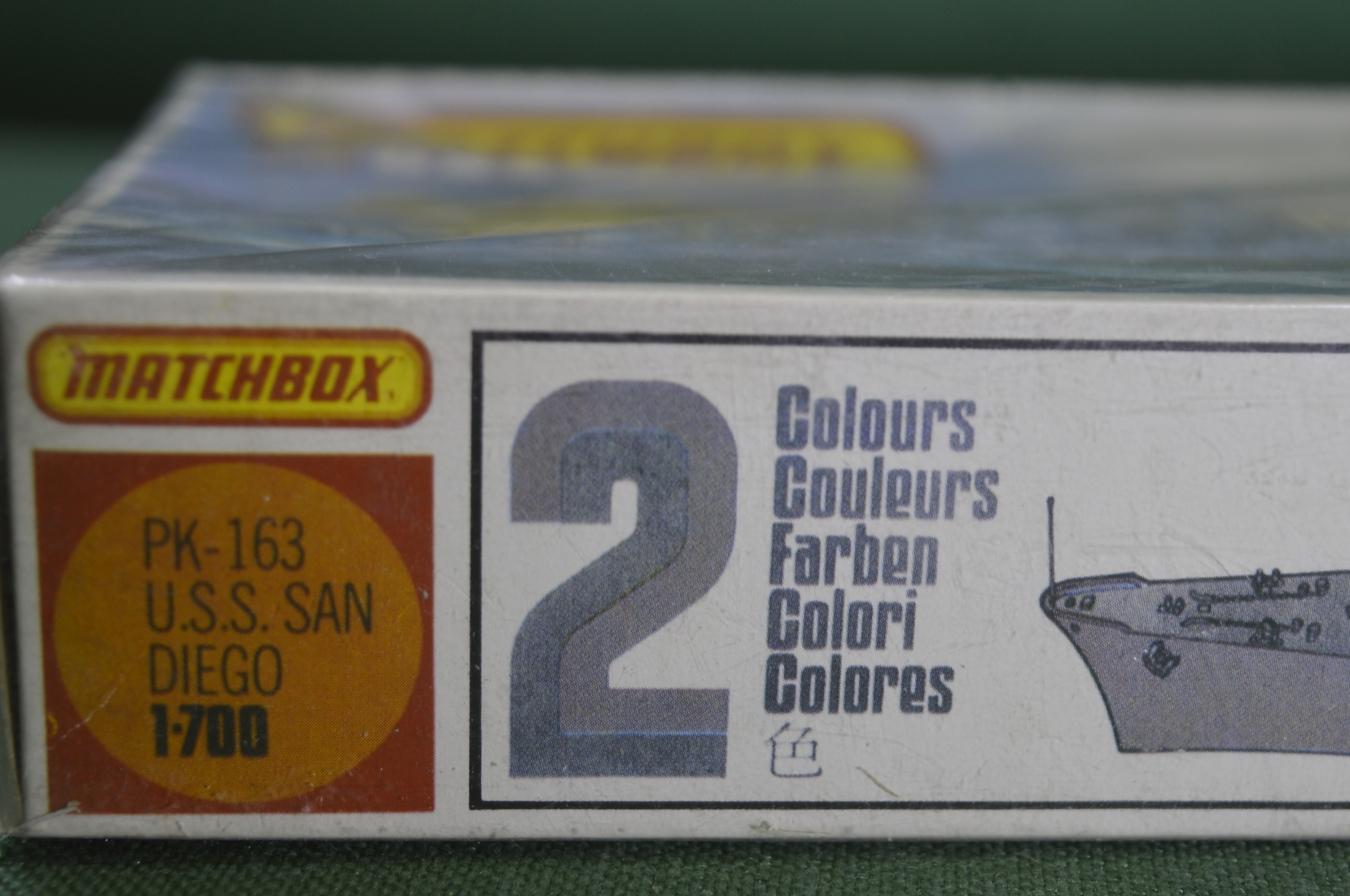 MATCHBOX
PK-163
U.S.S. SAN
DIEGO
1·700
2
Colours
Couleurs
Farben
Colori
Colores
色